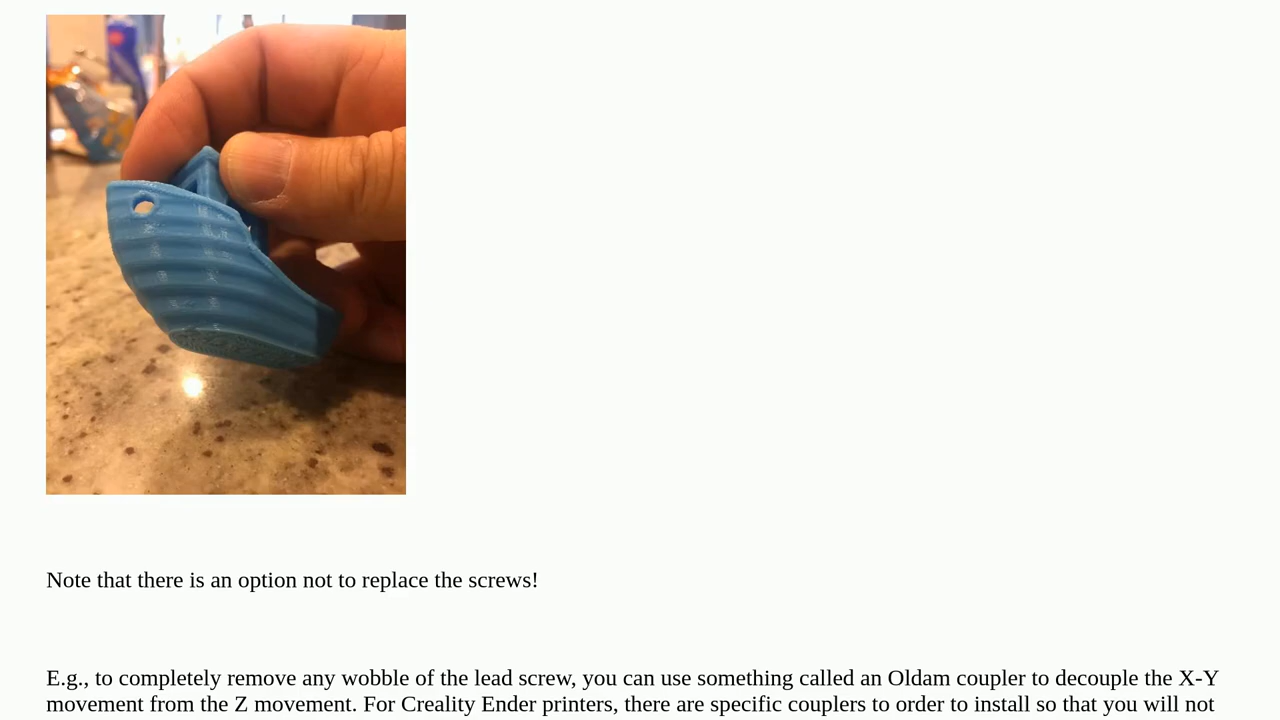 Note that there is an option not to replace the screws!
E.g., to completely remove any wobble of the lead screw, you can use something called an Oldam coupler to decouple the X-Y
movement from the Z movement. For Creality Ender printers, there are specific couplers to order to install so that you will not